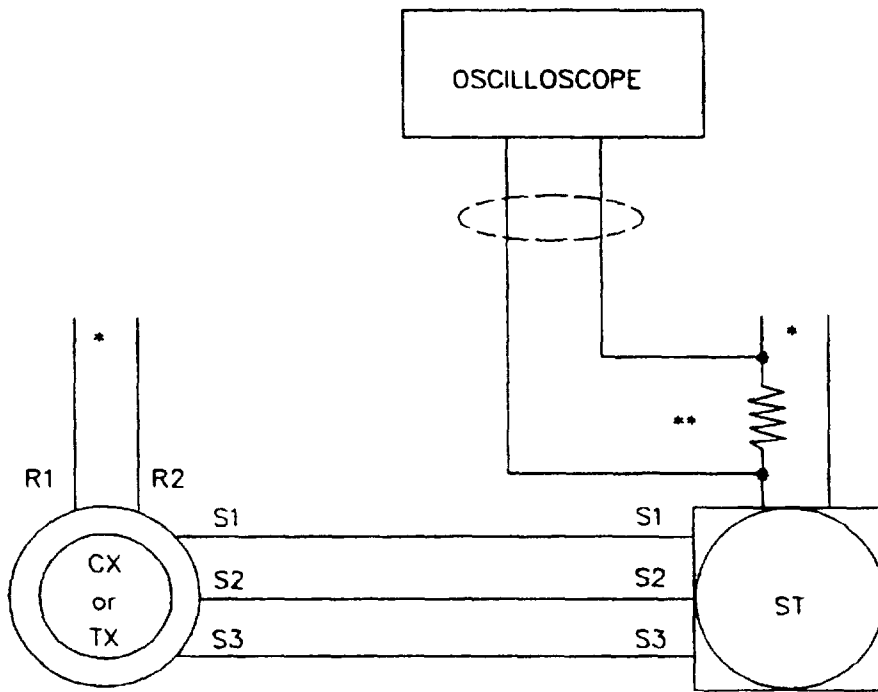 OSCILLOSCOPE
*
*
**
R1 R2
S1 S1
CX
or
TX
S2 S2
ST
S3 S3